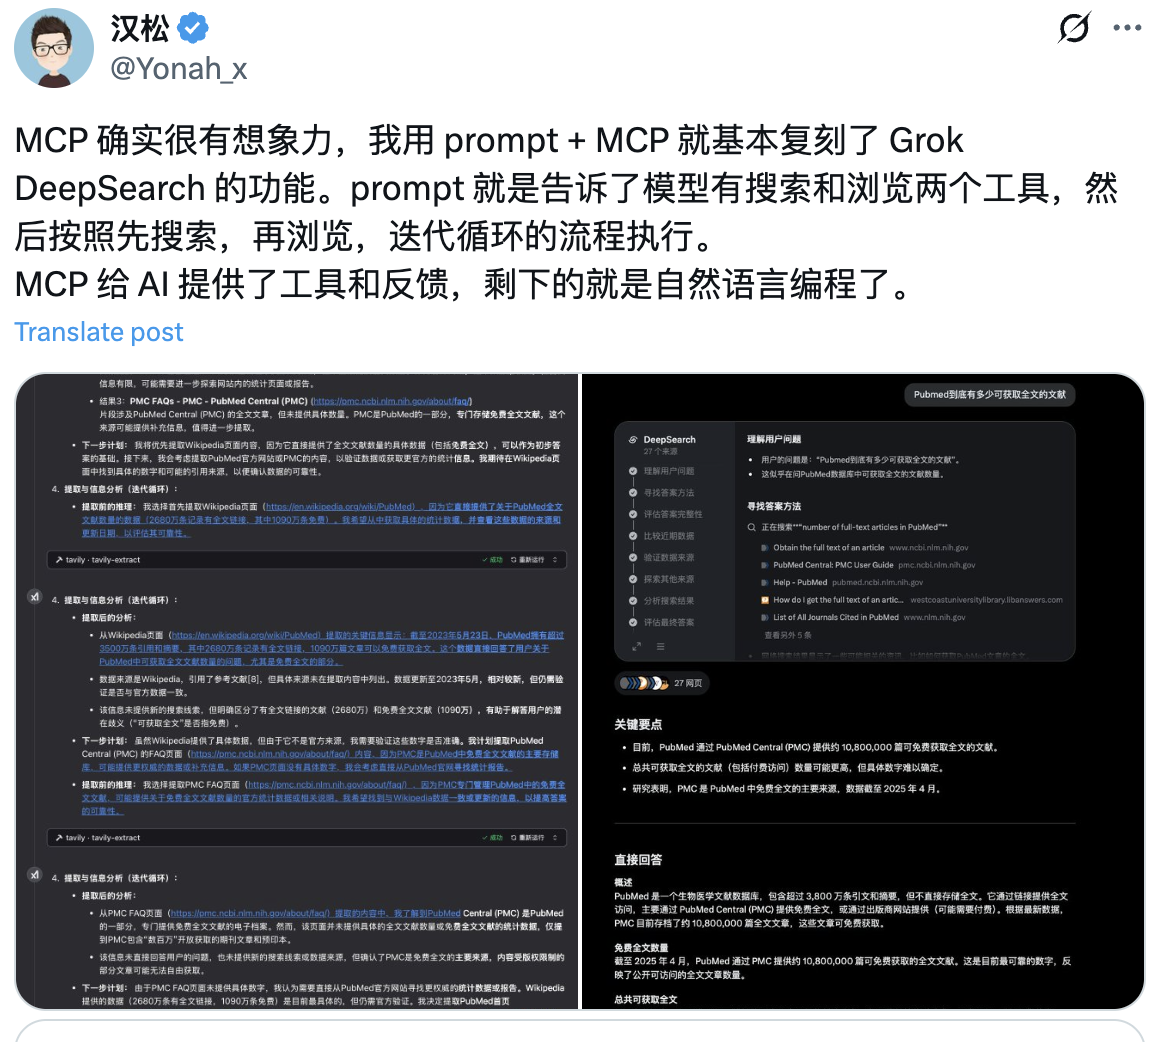 汉松
@Yonah_x
MCP 确实很有想象力，我用 prompt + MCP 就基本复刻了 Grok
DeepSearch 的功能。prompt 就是告诉了模型有搜索和浏览两个工具，然
后按照先搜索，再浏览，迭代循环的流程执行。
MCP 给 AI 提供了工具和反馈，剩下的就是自然语言编程了。
Translate post
信息有限，可能需要进一步探索网站内的统计页面或报告。
• 结果3：PMC FAQs - PMC - PubMed Central (PMC) (https://pmc.ncbi.nlm.nih.gov/about/faq/)
片段涉及PubMed Central (PMC) 的全文文章，但未提供具体数量。PMC是PubMed的一部分，专门存储免费全文文献，这个
来源可能提供补充信息，值得进一步提取。
• 下一步计划： 我将优先提取Wikipedia页面内容，因为它直接提供了全文文献数量的具体数据（包括免费全文），可以作为初步答
案的基础。接下来，我会考虑提取PubMed官方网站或PMC的内容，以验证数据或获取更官方的统计信息。我期待在Wikipedia页
面中找到具体的数字和可能的引用来源，以便确认数据的可靠性。
4. 提取与信息分析（迭代循环）：
• 提取前的推理： 我选择首先提取Wikipedia页面（https://en.wikipedia.org/wiki/PubMed），因为它直接提供了关于PubMed全文
文献数量的数据（2680万条记录有全文链接，其中1090万条免费）。我希望从中获取具体的统计数据，并查看这些数据的来源和
更新日期，以评估其可靠性。
tavily · tavily-extract
成功 重新运行
4. 提取与信息分析（迭代循环）：
• 提取后的分析：
• 从Wikipedia页面（https://en.wikipedia.org/wiki/PubMed）提取的关键信息显示：截至2023年5月23日，PubMed拥有超过
3500万条引用和摘要，其中2680万条记录有全文链接，1090万篇文章可以免费获取全文。这个数据直接回答了用户关于
PubMed中可获取全文文献数量的问题，尤其是免费全文的部分。
• 数据来源是Wikipedia，引用了参考文献[8]，但具体来源未在提取内容中列出。数据更新至2023年5月，相对较新，但仍需验
证是否与官方数据一致。
• 该信息未提供新的搜索线索，但明确区分了有全文链接的文献（2680万）和免费全文文献（1090万），有助于解答用户的潜
在歧义（“可获取全文”是否指免费）。
• 下一步计划： 虽然Wikipedia提供了具体数据，但由于它不是官方来源，我需要验证这些数字是否准确。我计划提取PubMed
Central (PMC) 的FAQ页面（https://pmc.ncbi.nlm.nih.gov/about/faq/）内容，因为PMC是PubMed中免费全文文献的主要存储
库，可能提供更权威的数据或补充信息。如果PMC页面没有具体数字，我会考虑直接从PubMed官网寻找统计报告。
• 提取前的推理： 我选择提取PMC FAQ页面（https://pmc.ncbi.nlm.nih.gov/about/faq/），因为PMC专门管理PubMed中的免费全
文文献，可能提供关于免费全文文献数量的官方统计数据或相关说明。我希望找到与Wikipedia数据一致或更新的信息，以提高答案
的可靠性。
tavily · tavily-extract
成功 重新运行
4. 提取与信息分析（迭代循环）：
• 提取后的分析：
• 从PMC FAQ页面（https://pmc.ncbi.nlm.nih.gov/about/faq/）提取的内容中，我了解到PubMed Central (PMC) 是PubMed
的一部分，专门提供免费全文文献的电子档案。然而，该页面并未提供具体的全文文献数量或免费全文文献的统计数据，仅提
到PMC包含“数百万”开放获取的期刊文章和预印本。
• 该信息未直接回答用户的问题，也未提供新的搜索线索或数据来源，但确认了PMC是免费全文的主要来源，内容受版权限制的
部分文章可能无法自由获取。
• 下一步计划： 由于PMC FAQ页面未提供具体数字，我认为需要直接从PubMed官方网站寻找更权威的统计数据或报告。Wikipedia
提供的数据（2680万条有全文链接，1090万条免费）是目前最具体的，但仍需官方验证。我决定提取PubMed首页
Pubmed到底有多少可获取全文的文献
DeepSearch
27 个来源
理解用户问题
寻找答案方法
评估答案完整性
比较近期数据
验证数据来源
探索其他来源
分析搜索结果
评估最终答案
理解用户问题
• 用户的问题是：“Pubmed到底有多少可获取全文的文献”。
• 这似乎在问PubMed数据库中可获取全文的文献数量。
寻找答案方法
正在搜索"“number of full-text articles in PubMed”"
Obtain the full text of an article www.ncbi.nlm.nih.gov
PubMed Central: PMC User Guide pmc.ncbi.nlm.nih.gov
Help - PubMed pubmed.ncbi.nlm.nih.gov
How do I get the full text of an artic... westcoastuniversitylibrary.libanswers.com
List of All Journals Cited in PubMed www.nlm.nih.gov
查看另外 5 条
27 网页
关键要点
• 目前，PubMed 通过 PubMed Central (PMC) 提供约 10,800,000 篇可免费获取全文的文献。
• 总共可获取全文的文献（包括付费访问）数量可能更高，但具体数字难以确定。
• 研究表明，PMC 是 PubMed 中免费全文的主要来源，数据截至 2025 年 4 月。
直接回答
概述
PubMed 是一个生物医学文献数据库，包含超过 3,800 万条引文和摘要，但不直接存储全文。它通过链接提供全文
访问，主要通过 PubMed Central (PMC) 提供免费全文，或通过出版商网站提供（可能需要付费）。根据最新数据，
PMC 目前存档了约 10,800,000 篇全文文章，这些文章可免费获取。
免费全文数量
截至 2025 年 4 月，PubMed 通过 PMC 提供约 10,800,000 篇可免费获取的全文文献。这是目前最可靠的数字，反
映了公开可访问的全文文章数量。
总共可获取全文